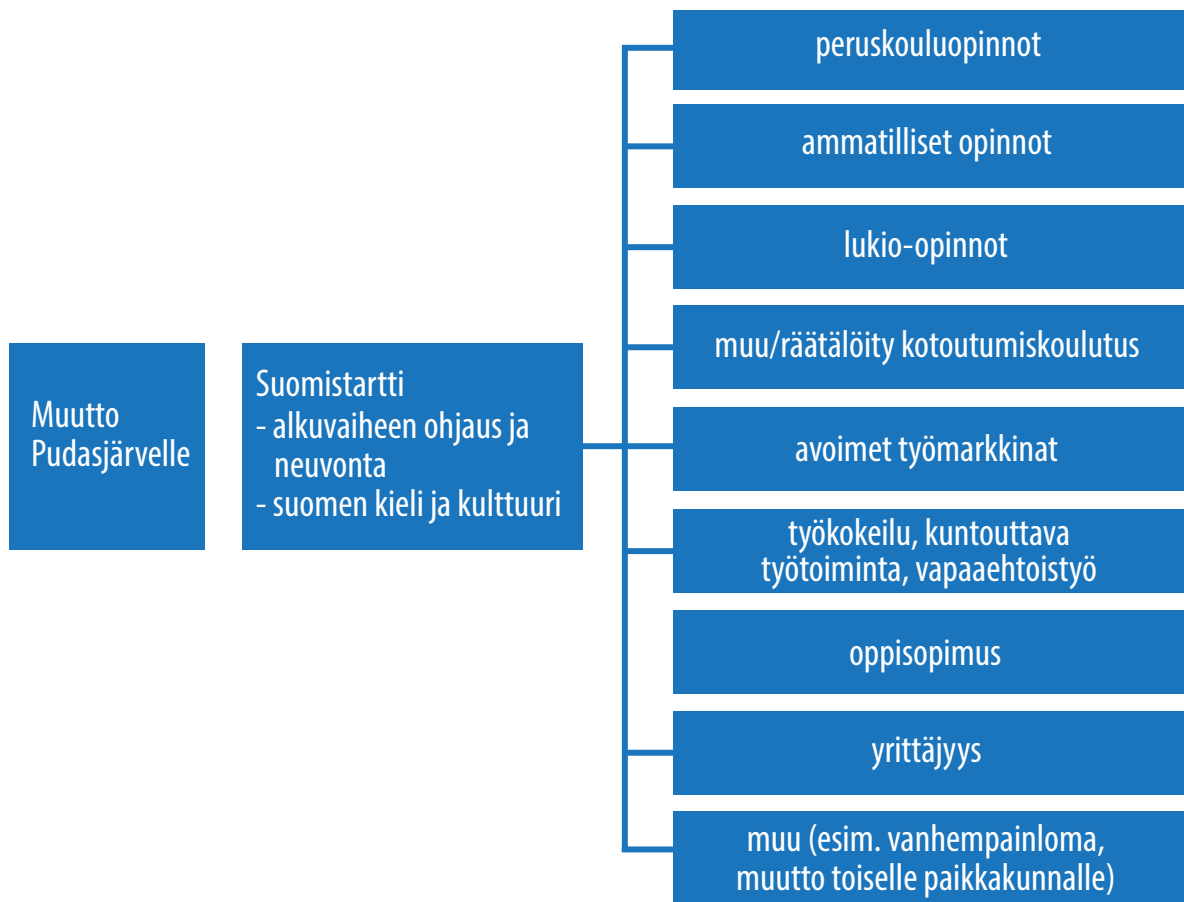 Muutto
Pudasjärvelle
Suomistartti
- alkuvaiheen ohjaus ja
neuvonta
- suomen kieli ja kulttuuri
peruskouluopinnot
ammatilliset opinnot
lukio-opinnot
muu/räätälöity kotoutumiskoulutus
avoimet työmarkkinat
työkokeilu, kuntouttava
työtoiminta, vapaaehtoistyö
oppisopimus
yrittäjyys
muu (esim. vanhempainloma,
muutto toiselle paikkakunnalle)